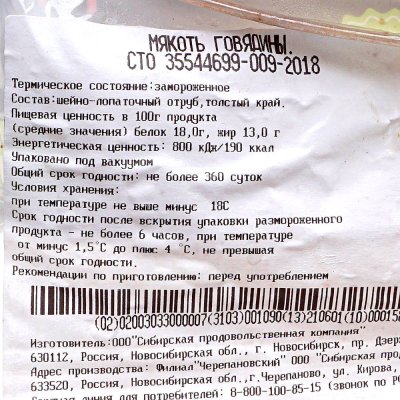 МЯКОТЬ ГОВЯДИНЫ.
СТО 35544699-009-2018
Термическое состояние:замороженное
Состав:шейно-лопаточный отруб,толстый край.
Пищевая ценность в 100г продукта
(средние значения) белок 18,0г, жир 13,0 г
Энергетическая ценность: 800 кДж/190 ккал
Упаковано под вакуумом
Общий срок годности: не более 360 суток
Условия хранения:
при температуре не выше минус 18С
Срок годности после вскрытия упаковки размороженного
продукта - не более 6 часов, при температуре
от минус 1,5°С до плюс 4 °С, не превышая
общий срок годности.
Рекомендации по приготовлению: перед употреблением
(02)02003033000007(3103)001090(13)210601(10)000158
Изготовитель:ООО"Сибирская продовольственная компания"
630112, Россия, Новосибирская обл., г. Новосибирск, пр. Дзер
Адрес производства: Филиал"Черепановский" ООО "Сибирская прод
633520, Россия, Новосибирская обл.,г.Черепаново, ул. Кирова,
Горячая линия для потребителей: 8-800-100-85-15 (звонок по Р